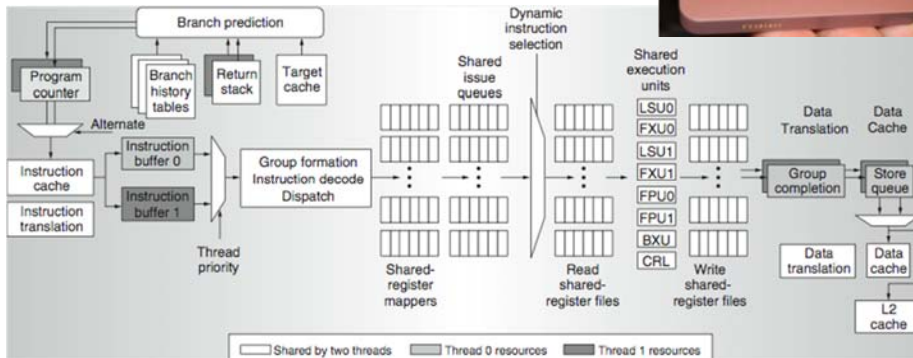 Branch prediction
Program
counter
Branch
history
tables
Return
stack
Target
cache
Alternate
Instruction
cache
Instruction
translation
Instruction
buffer 0
Instruction
buffer 1
Thread
priority
Group formation
Instruction decode
Dispatch
Shared-
register
mappers
Shared
issue
queues
Dynamic
instruction
selection
Read
shared-
register files
Shared
execution
units
LSU0
FXU0
LSU1
FXU1
FPU0
FPU1
BXU
CRL
Write
shared-
register files
Data
Translation
Group
completion
Data
Cache
Store
queue
Data
translation
Data
cache
L2
cache
Shared by two threads
Thread 0 resources
Thread 1 resources